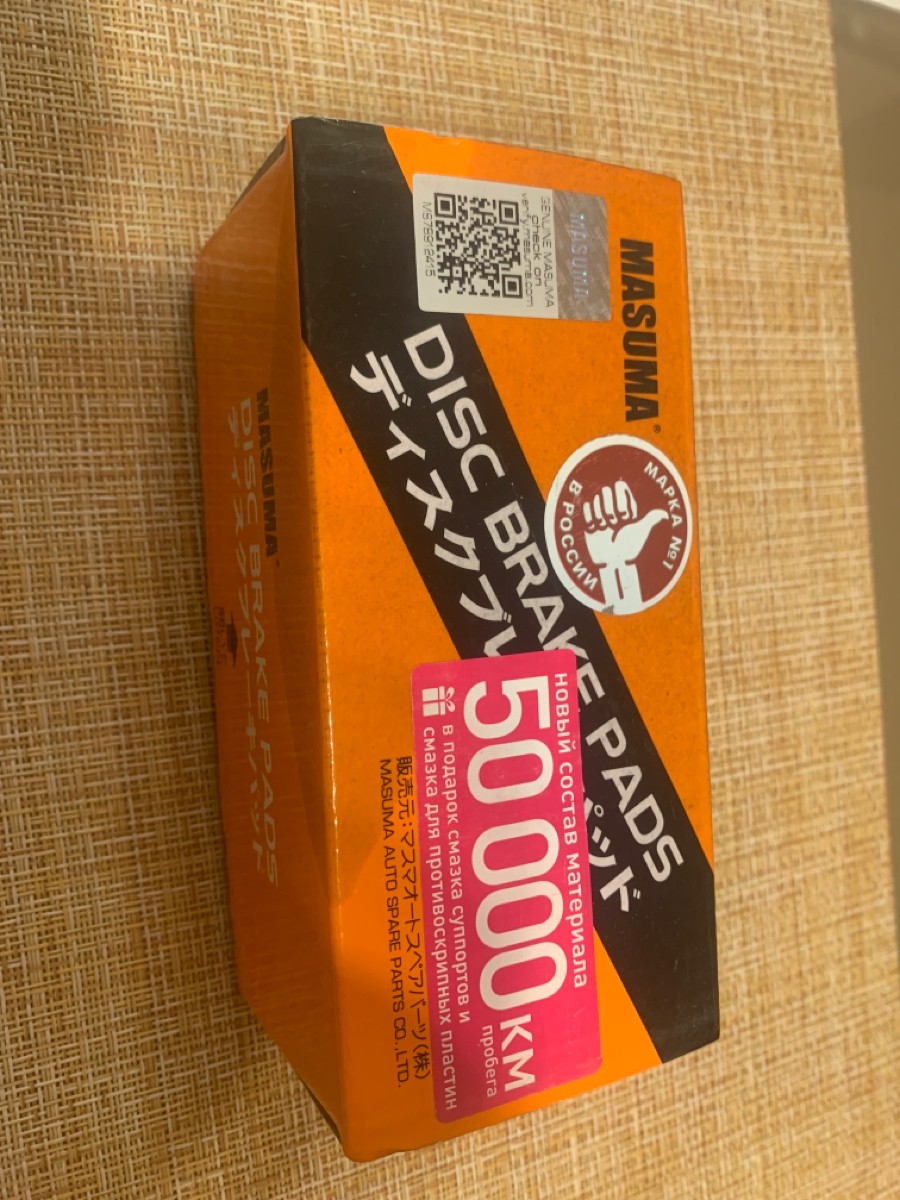 MASUMA®
MASUMA
GENUINE MASUMA
check on
verify.masuma.com
МАРКА №1
В РОССИИ
DISC BRAKE PADS
новый состав материала
50 000 км
пробега
в подарок смазка суппортов и
смазка для противоскрипных пластин
販売元:マスマオートスペアパーツ(株)
MASUMA AUTO SPARE PARTS CO.,LTD.
MASUMA
DISC BRAKE PADS
ディスクブレーキパッド